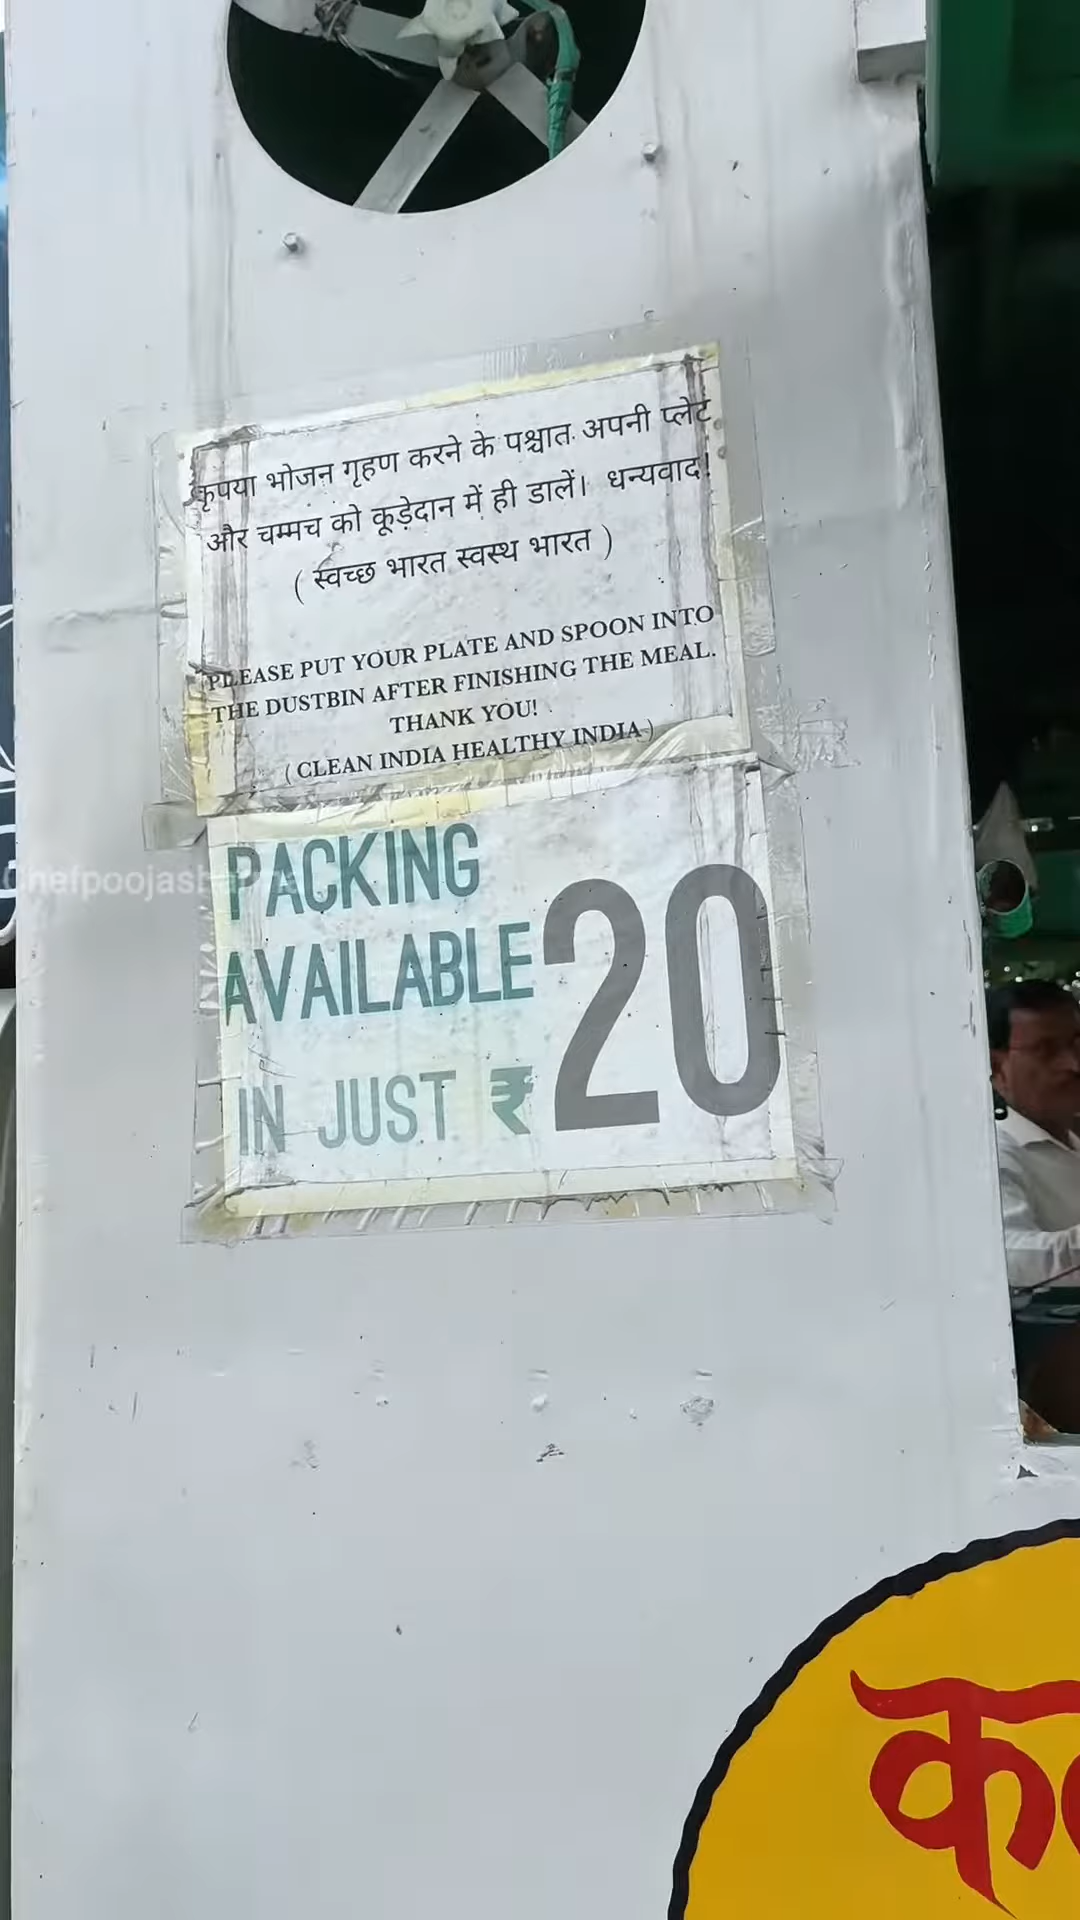 कृपया भोजन गृहण करने के पश्चात अपनी प्लेट
और चम्मच को कूड़ेदान में ही डालें। धन्यवाद!
( स्वच्छ भारत स्वस्थ भारत )
PLEASE PUT YOUR PLATE AND SPOON INTO
THE DUSTBIN AFTER FINISHING THE MEAL.
THANK YOU!
( CLEAN INDIA HEALTHY INDIA )
PACKING
AVAILABLE
IN JUST ₹ 20